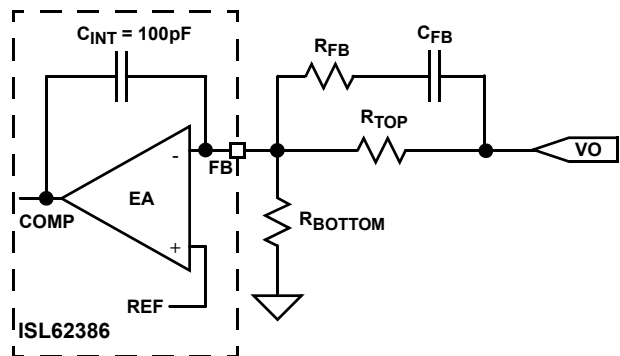 C_INT = 100pF
R_FB
C_FB
R_TOP
VO
-
FB
EA
COMP
R_BOTTOM
+
REF
ISL62386